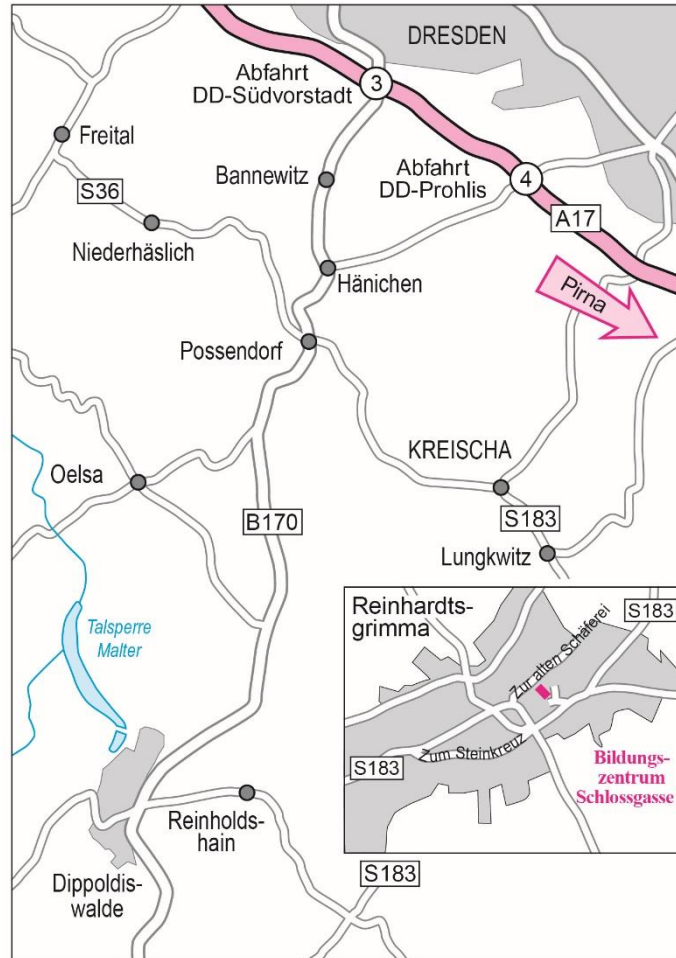 DRESDEN
Abfahrt
DD-Südvorstadt
3
Freital
Bannewitz
Abfahrt
DD-Prohlis
4
S36
A17
Niederhäslich
Hänichen
Pirna
Possendorf
KREISCHA
Oelsa
B170
S183
Lungkwitz
Talsperre
Malter
Reinhardts-
grimma
S183
Zur alten Schäferei
Zum Steinkreuz
S183
Bildungs-
zentrum
Schlossgasse
Reinholds-
hain
Dippoldis-
walde
S183